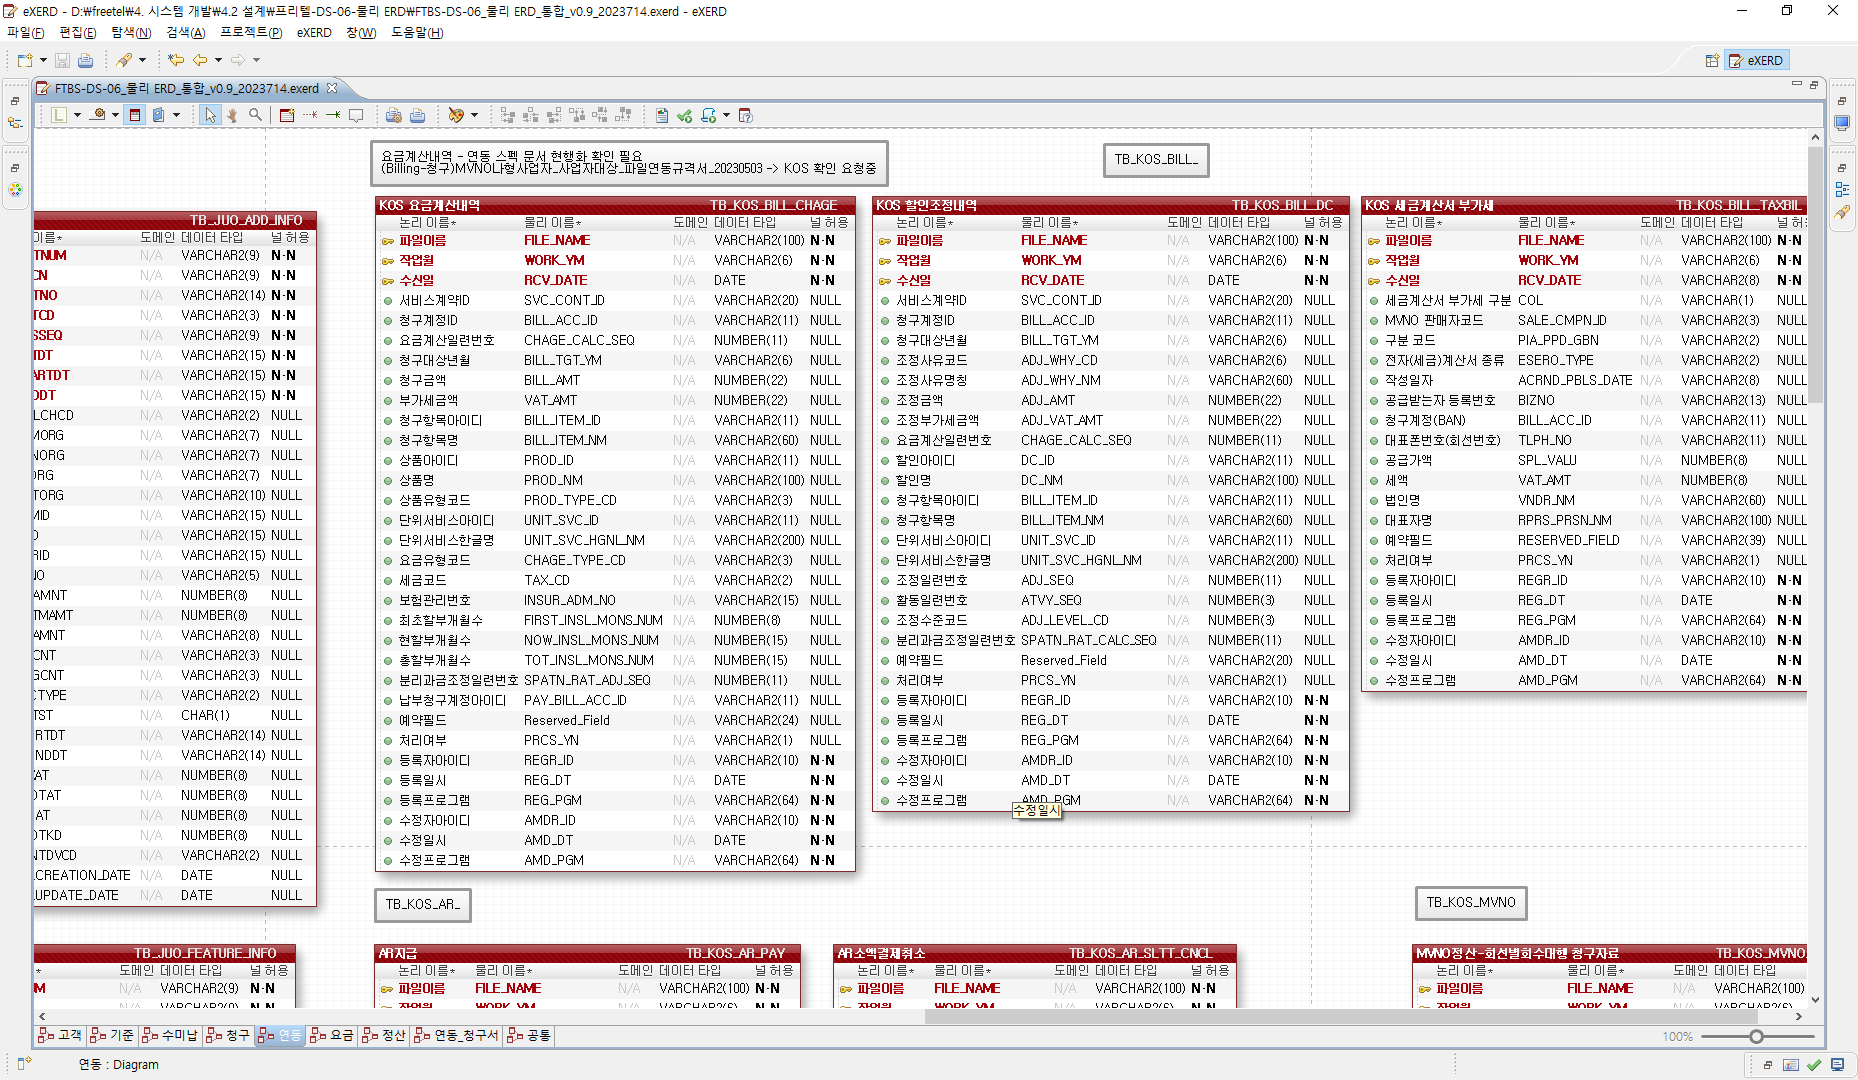 eXERD - D:\freetel\4. 시스템 개발\4.2 설계\프리텔-DS-06-물리 ERD\FTBS-DS-06_물리 ERD_통합_v0.9_2023714.exerd - eXERD
파일(F) 편집(E) 탐색(N) 검색(A) 프로젝트(P) eXERD 창(W) 도움말(H)
eXERD
FTBS-DS-06_물리 ERD_통합_v0.9_2023714.exerd
요금계산내역 - 연동 스펙 문서 현행화 확인 필요
(Billing-청구)MVNO나형사업자_사업자대상_파일연동규격서_20230503 -> KOS 확인 요청중
TB_KOS_BILL_
TB_JUO_ADD_INFO
이름* 도메인 데이터 타입 널 허용
TNUM N/A VARCHAR2(9) N-N
CN N/A VARCHAR2(9) N-N
TNO N/A VARCHAR2(14) N-N
TCD N/A VARCHAR2(3) N-N
SSEQ N/A VARCHAR2(9) N-N
TDT N/A VARCHAR2(15) N-N
ARTDT N/A VARCHAR2(15) N-N
DDT N/A VARCHAR2(15) N-N
LCHCD N/A VARCHAR2(2) NULL
MORG N/A VARCHAR2(7) NULL
NORG N/A VARCHAR2(7) NULL
ORG N/A VARCHAR2(7) NULL
TORG N/A VARCHAR2(10) NULL
MID N/A VARCHAR2(15) NULL
D N/A VARCHAR2(15) NULL
RID N/A VARCHAR2(15) NULL
NO N/A VARCHAR2(5) NULL
AMNT N/A NUMBER(8) NULL
TMAMT N/A NUMBER(8) NULL
AMNT N/A VARCHAR2(8) NULL
CNT N/A VARCHAR2(3) NULL
GCNT N/A VARCHAR2(3) NULL
CTYPE N/A VARCHAR2(2) NULL
TST N/A CHAR(1) NULL
RTDT N/A VARCHAR2(14) NULL
NDDT N/A VARCHAR2(14) NULL
AT N/A NUMBER(8) NULL
DTAT N/A NUMBER(8) NULL
AT N/A NUMBER(8) NULL
OTKD N/A NUMBER(8) NULL
NTDVCD N/A VARCHAR2(2) NULL
CREATION_DATE N/A DATE NULL
UPDATE_DATE N/A DATE NULL
KOS 요금계산내역 TB_KOS_BILL_CHAGE
논리 이름* 물리 이름* 도메인 데이터 타입 널 허용
파일이름 FILE_NAME N/A VARCHAR2(100) N-N
작업월 WORK_YM N/A VARCHAR2(6) N-N
수신일 RCV_DATE N/A DATE N-N
서비스계약ID SVC_CONT_ID N/A VARCHAR2(20) NULL
청구계정ID BILL_ACC_ID N/A VARCHAR2(11) NULL
요금계산일련번호 CHAGE_CALC_SEQ N/A NUMBER(11) NULL
청구대상년월 BILL_TGT_YM N/A VARCHAR2(6) NULL
청구금액 BILL_AMT N/A NUMBER(22) NULL
부가세금액 VAT_AMT N/A NUMBER(22) NULL
청구항목아이디 BILL_ITEM_ID N/A VARCHAR2(11) NULL
청구항목명 BILL_ITEM_NM N/A VARCHAR2(60) NULL
상품아이디 PROD_ID N/A VARCHAR2(11) NULL
상품명 PROD_NM N/A VARCHAR2(100) NULL
상품유형코드 PROD_TYPE_CD N/A VARCHAR2(3) NULL
단위서비스아이디 UNIT_SVC_ID N/A VARCHAR2(11) NULL
단위서비스한글명 UNIT_SVC_HGNL_NM N/A VARCHAR2(200) NULL
요금유형코드 CHAGE_TYPE_CD N/A VARCHAR2(3) NULL
세금코드 TAX_CD N/A VARCHAR2(2) NULL
보험관리번호 INSUR_ADM_NO N/A VARCHAR2(15) NULL
최초할부개월수 FIRST_INSL_MONS_NUM N/A NUMBER(8) NULL
현할부개월수 NOW_INSL_MONS_NUM N/A NUMBER(15) NULL
총할부개월수 TOT_INSL_MONS_NUM N/A NUMBER(15) NULL
분리과금조정일련번호 SPATN_RAT_ADJ_SEQ N/A NUMBER(11) NULL
납부청구계정아이디 PAY_BILL_ACC_ID N/A VARCHAR2(11) NULL
예약필드 Reserved_Field N/A VARCHAR2(24) NULL
처리여부 PRCS_YN N/A VARCHAR2(1) NULL
등록자아이디 REGR_ID N/A VARCHAR2(10) N-N
등록일시 REG_DT N/A DATE N-N
등록프로그램 REG_PGM N/A VARCHAR2(64) N-N
수정자아이디 AMDR_ID N/A VARCHAR2(10) N-N
수정일시 AMD_DT N/A DATE N-N
수정프로그램 AMD_PGM N/A VARCHAR2(64) N-N
KOS 할인조정내역 TB_KOS_BILL_DC
논리 이름* 물리 이름* 도메인 데이터 타입 널 허용
파일이름 FILE_NAME N/A VARCHAR2(100) N-N
작업월 WORK_YM N/A VARCHAR2(6) N-N
수신일 RCV_DATE N/A DATE N-N
서비스계약ID SVC_CONT_ID N/A VARCHAR2(20) NULL
청구계정ID BILL_ACC_ID N/A VARCHAR2(11) NULL
청구대상년월 BILL_TGT_YM N/A VARCHAR2(6) NULL
조정사유코드 ADJ_WHY_CD N/A VARCHAR2(6) NULL
조정사유명칭 ADJ_WHY_NM N/A VARCHAR2(60) NULL
조정금액 ADJ_AMT N/A NUMBER(22) NULL
조정부가세금액 ADJ_VAT_AMT N/A NUMBER(22) NULL
요금계산일련번호 CHAGE_CALC_SEQ N/A NUMBER(11) NULL
할인아이디 DC_ID N/A VARCHAR2(11) NULL
할인명 DC_NM N/A VARCHAR2(100) NULL
청구항목아이디 BILL_ITEM_ID N/A VARCHAR2(11) NULL
청구항목명 BILL_ITEM_NM N/A VARCHAR2(60) NULL
단위서비스아이디 UNIT_SVC_ID N/A VARCHAR2(11) NULL
단위서비스한글명 UNIT_SVC_HGNL_NM N/A VARCHAR2(200) NULL
조정일련번호 ADJ_SEQ N/A NUMBER(11) NULL
활동일련번호 ATVY_SEQ N/A NUMBER(3) NULL
조정수준코드 ADJ_LEVEL_CD N/A NUMBER(3) NULL
분리과금조정일련번호 SPATN_RAT_CALC_SEQ N/A NUMBER(11) NULL
예약필드 Reserved_Field N/A VARCHAR2(20) NULL
처리여부 PRCS_YN N/A VARCHAR2(1) NULL
등록자아이디 REGR_ID N/A VARCHAR2(10) N-N
등록일시 REG_DT N/A DATE N-N
등록프로그램 REG_PGM N/A VARCHAR2(64) N-N
수정자아이디 AMDR_ID N/A VARCHAR2(10) N-N
수정일시 AMD_DT N/A DATE N-N
수정프로그램 AMD_PGM N/A VARCHAR2(64) N-N
수정일시
KOS 세금계산서 부가세 TB_KOS_BILL_TAXBIL
논리 이름* 물리 이름* 도메인 데이터 타입 널 허
파일이름 FILE_NAME N/A VARCHAR2(100) N-N
작업월 WORK_YM N/A VARCHAR2(6) N-N
수신일 RCV_DATE N/A VARCHAR2(8) N-N
세금계산서 부가세 구분 COL N/A VARCHAR(1) NULL
MVNO 판매자코드 SALE_CMPN_ID N/A VARCHAR2(3) NULL
구분 코드 PIA_PPD_GBN N/A VARCHAR2(2) NULL
전자(세금)계산서 종류 ESERO_TYPE N/A VARCHAR2(2) NULL
작성일자 ACRND_PBLS_DATE N/A VARCHAR2(8) NULL
공급받는자 등록번호 BIZNO N/A VARCHAR2(13) NULL
청구계정(BAN) BILL_ACC_ID N/A VARCHAR2(11) NULL
대표폰번호(회선번호) TLPH_NO N/A VARCHAR2(11) NULL
공급가액 SPL_VALU N/A NUMBER(8) NULL
세액 VAT_AMT N/A NUMBER(8) NULL
법인명 VNDR_NM N/A VARCHAR2(60) NULL
대표자명 RPRS_PRSN_NM N/A VARCHAR2(100) NULL
예약필드 RESERVED_FIELD N/A VARCHAR2(39) NULL
처리여부 PRCS_YN N/A VARCHAR2(1) NULL
등록자아이디 REGR_ID N/A VARCHAR2(10) N-N
등록일시 REG_DT N/A DATE N-N
등록프로그램 REG_PGM N/A VARCHAR2(64) N-N
수정자아이디 AMDR_ID N/A VARCHAR2(10) N-N
수정일시 AMD_DT N/A DATE N-N
수정프로그램 AMD_PGM N/A VARCHAR2(64) N-N
TB_KOS_AR_
TB_KOS_MVNO
TB_JUO_FEATURE_INFO
* 도메인 데이터 타입 널 허용
M N/A VARCHAR2(9) N-N
N/A VARCHAR2(9) N-N
AR지급 TB_KOS_AR_PAY
논리 이름* 물리 이름* 도메인 데이터 타입 널 허용
파일이름 FILE_NAME N/A VARCHAR2(100) N-N
작업월 WORK_YM N/A VARCHAR2(6) N-N
AR소액결제취소 TB_KOS_AR_SLTT_CNCL
논리 이름* 물리 이름* 도메인 데이터 타입 널 허용
파일이름 FILE_NAME N/A VARCHAR2(100) N-N
작업월 WORK_YM N/A VARCHAR2(6) N-N
MVNO정산-회선별회수대행 청구자료 TB_KOS_MVNO
논리 이름* 물리 이름* 도메인 데이터 타입
파일이름 FILE_NAME N/A VARCHAR2(100)
작업월 WORK_YM N/A VARCHAR2(6)
고객 기준 수미납 청구 연동 요금 정산 연동_청구서 공통
100%
연동 : Diagram